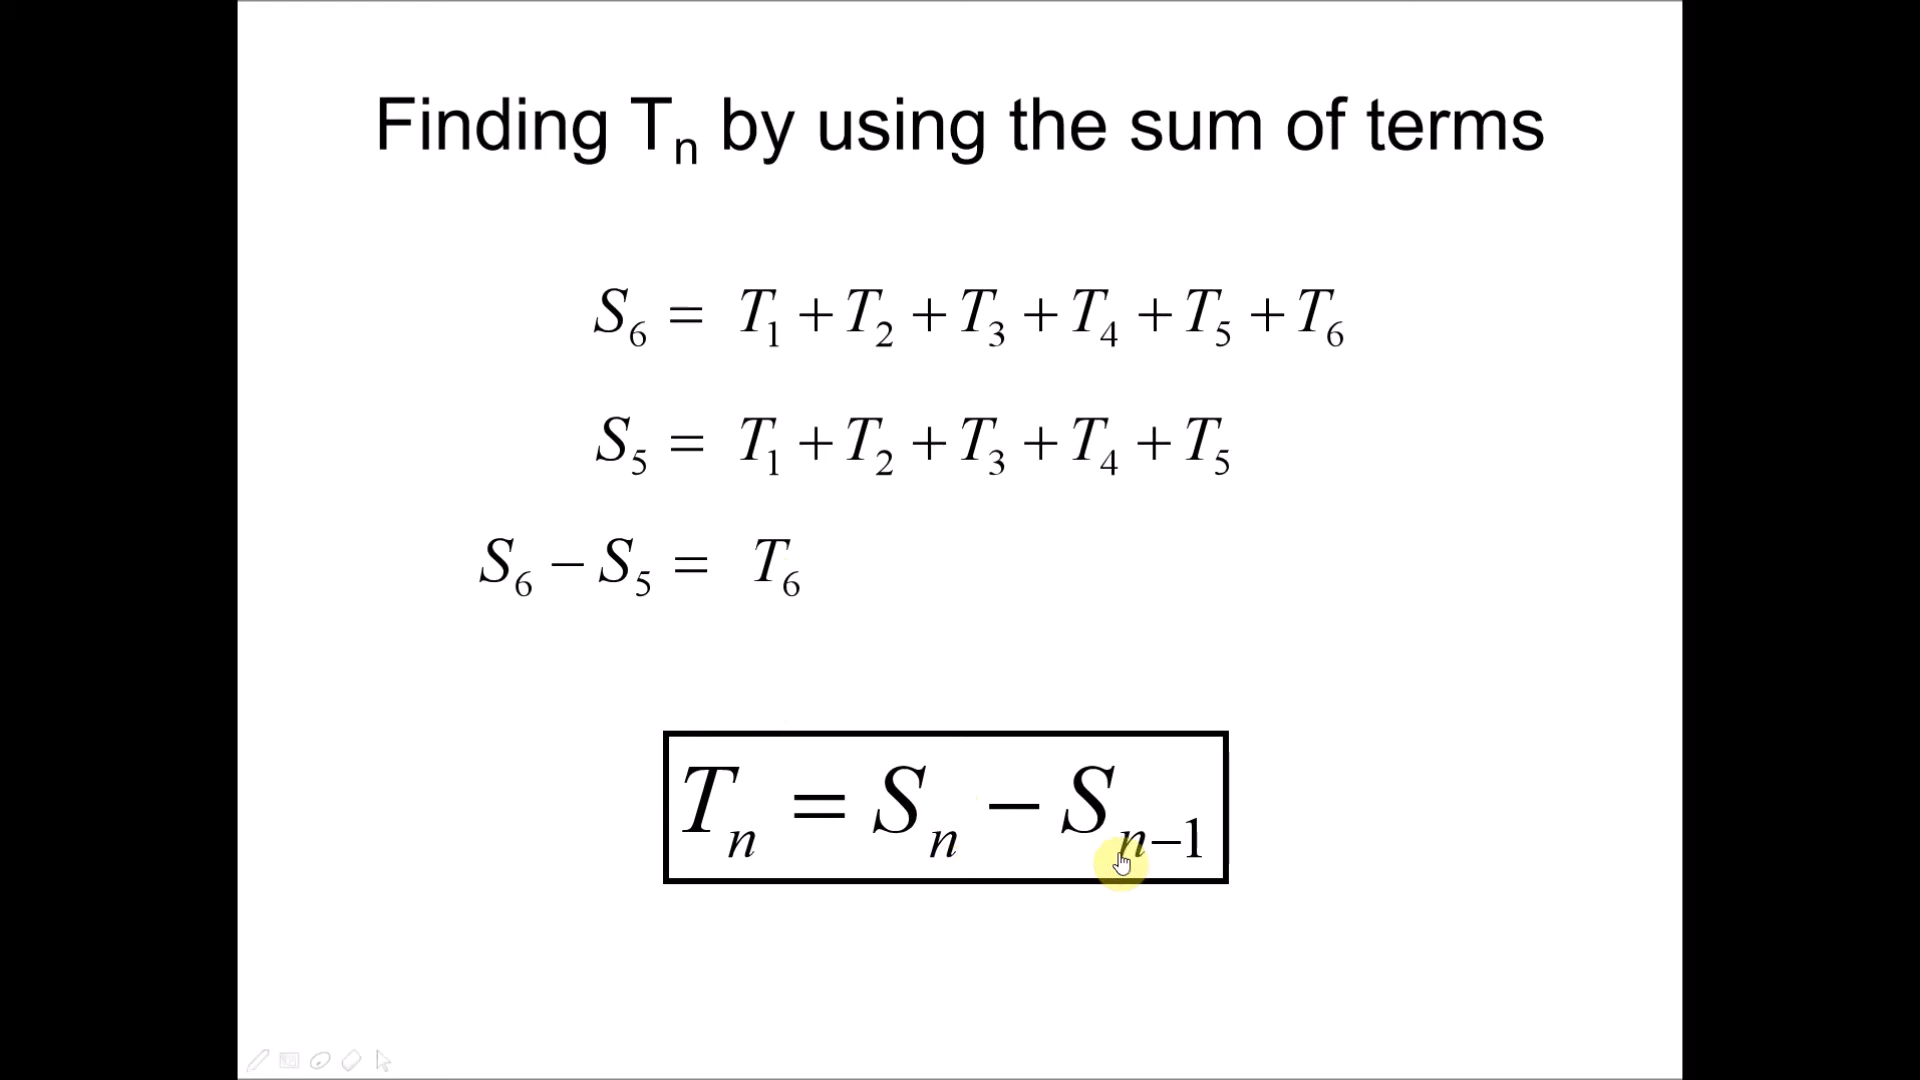 Finding Tₙ by using the sum of terms
S₆ = T₁ + T₂ + T₃ + T₄ + T₅ + T₆
S₅ = T₁ + T₂ + T₃ + T₄ + T₅
S₆ − S₅ = T₆
Tₙ = Sₙ − Sₙ₋₁